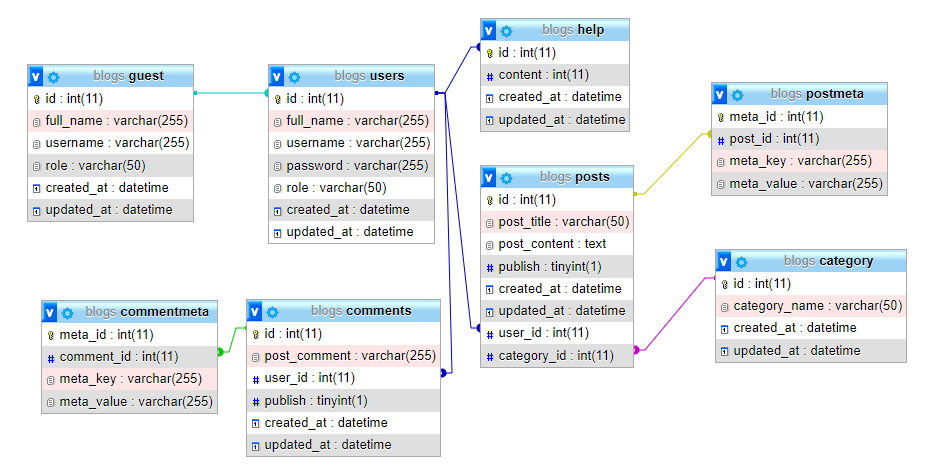 v blogs guest
id : int(11)
full_name : varchar(255)
username : varchar(255)
role : varchar(50)
created_at : datetime
updated_at : datetime
v blogs users
id : int(11)
full_name : varchar(255)
username : varchar(255)
password : varchar(255)
role : varchar(50)
created_at : datetime
updated_at : datetime
v blogs help
id : int(11)
# content : int(11)
created_at : datetime
updated_at : datetime
v blogs posts
id : int(11)
post_title : varchar(50)
post_content : text
# publish : tinyint(1)
created_at : datetime
updated_at : datetime
# user_id : int(11)
# category_id : int(11)
v blogs postmeta
meta_id : int(11)
# post_id : int(11)
meta_key : varchar(255)
meta_value : varchar(255)
v blogs category
id : int(11)
category_name : varchar(50)
created_at : datetime
updated_at : datetime
v blogs commentmeta
meta_id : int(11)
# comment_id : int(11)
meta_key : varchar(255)
meta_value : varchar(255)
v blogs comments
id : int(11)
post_comment : varchar(255)
# user_id : int(11)
# publish : tinyint(1)
created_at : datetime
updated_at : datetime